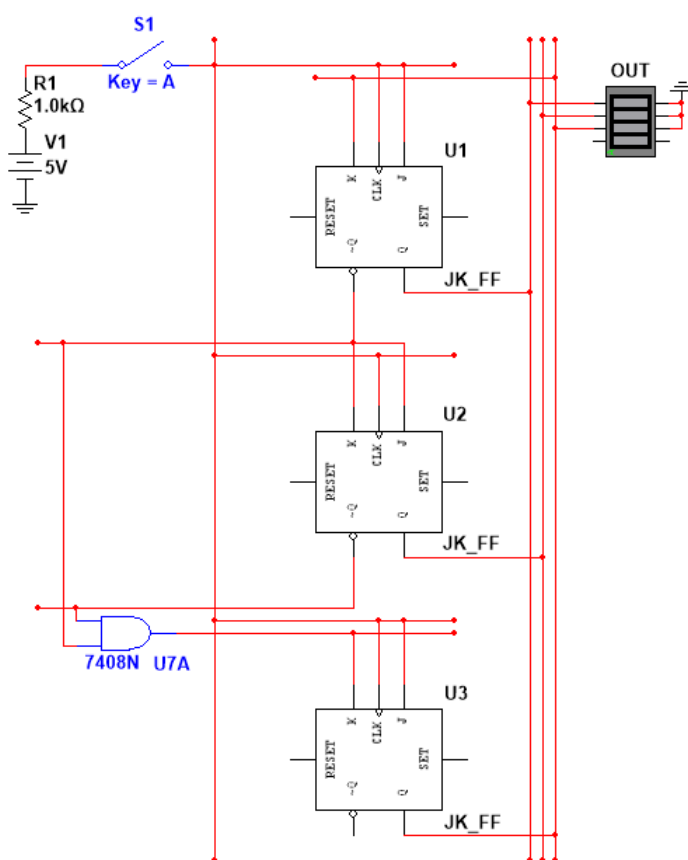 S1
Key = A
R1
1.0kΩ
V1
5V
OUT
U1
K
CLK
J
RESET
SET
~Q
Q
JK_FF
U2
K
CLK
J
RESET
SET
~Q
Q
JK_FF
7408N U7A
U3
K
CLK
J
RESET
SET
~Q
Q
JK_FF